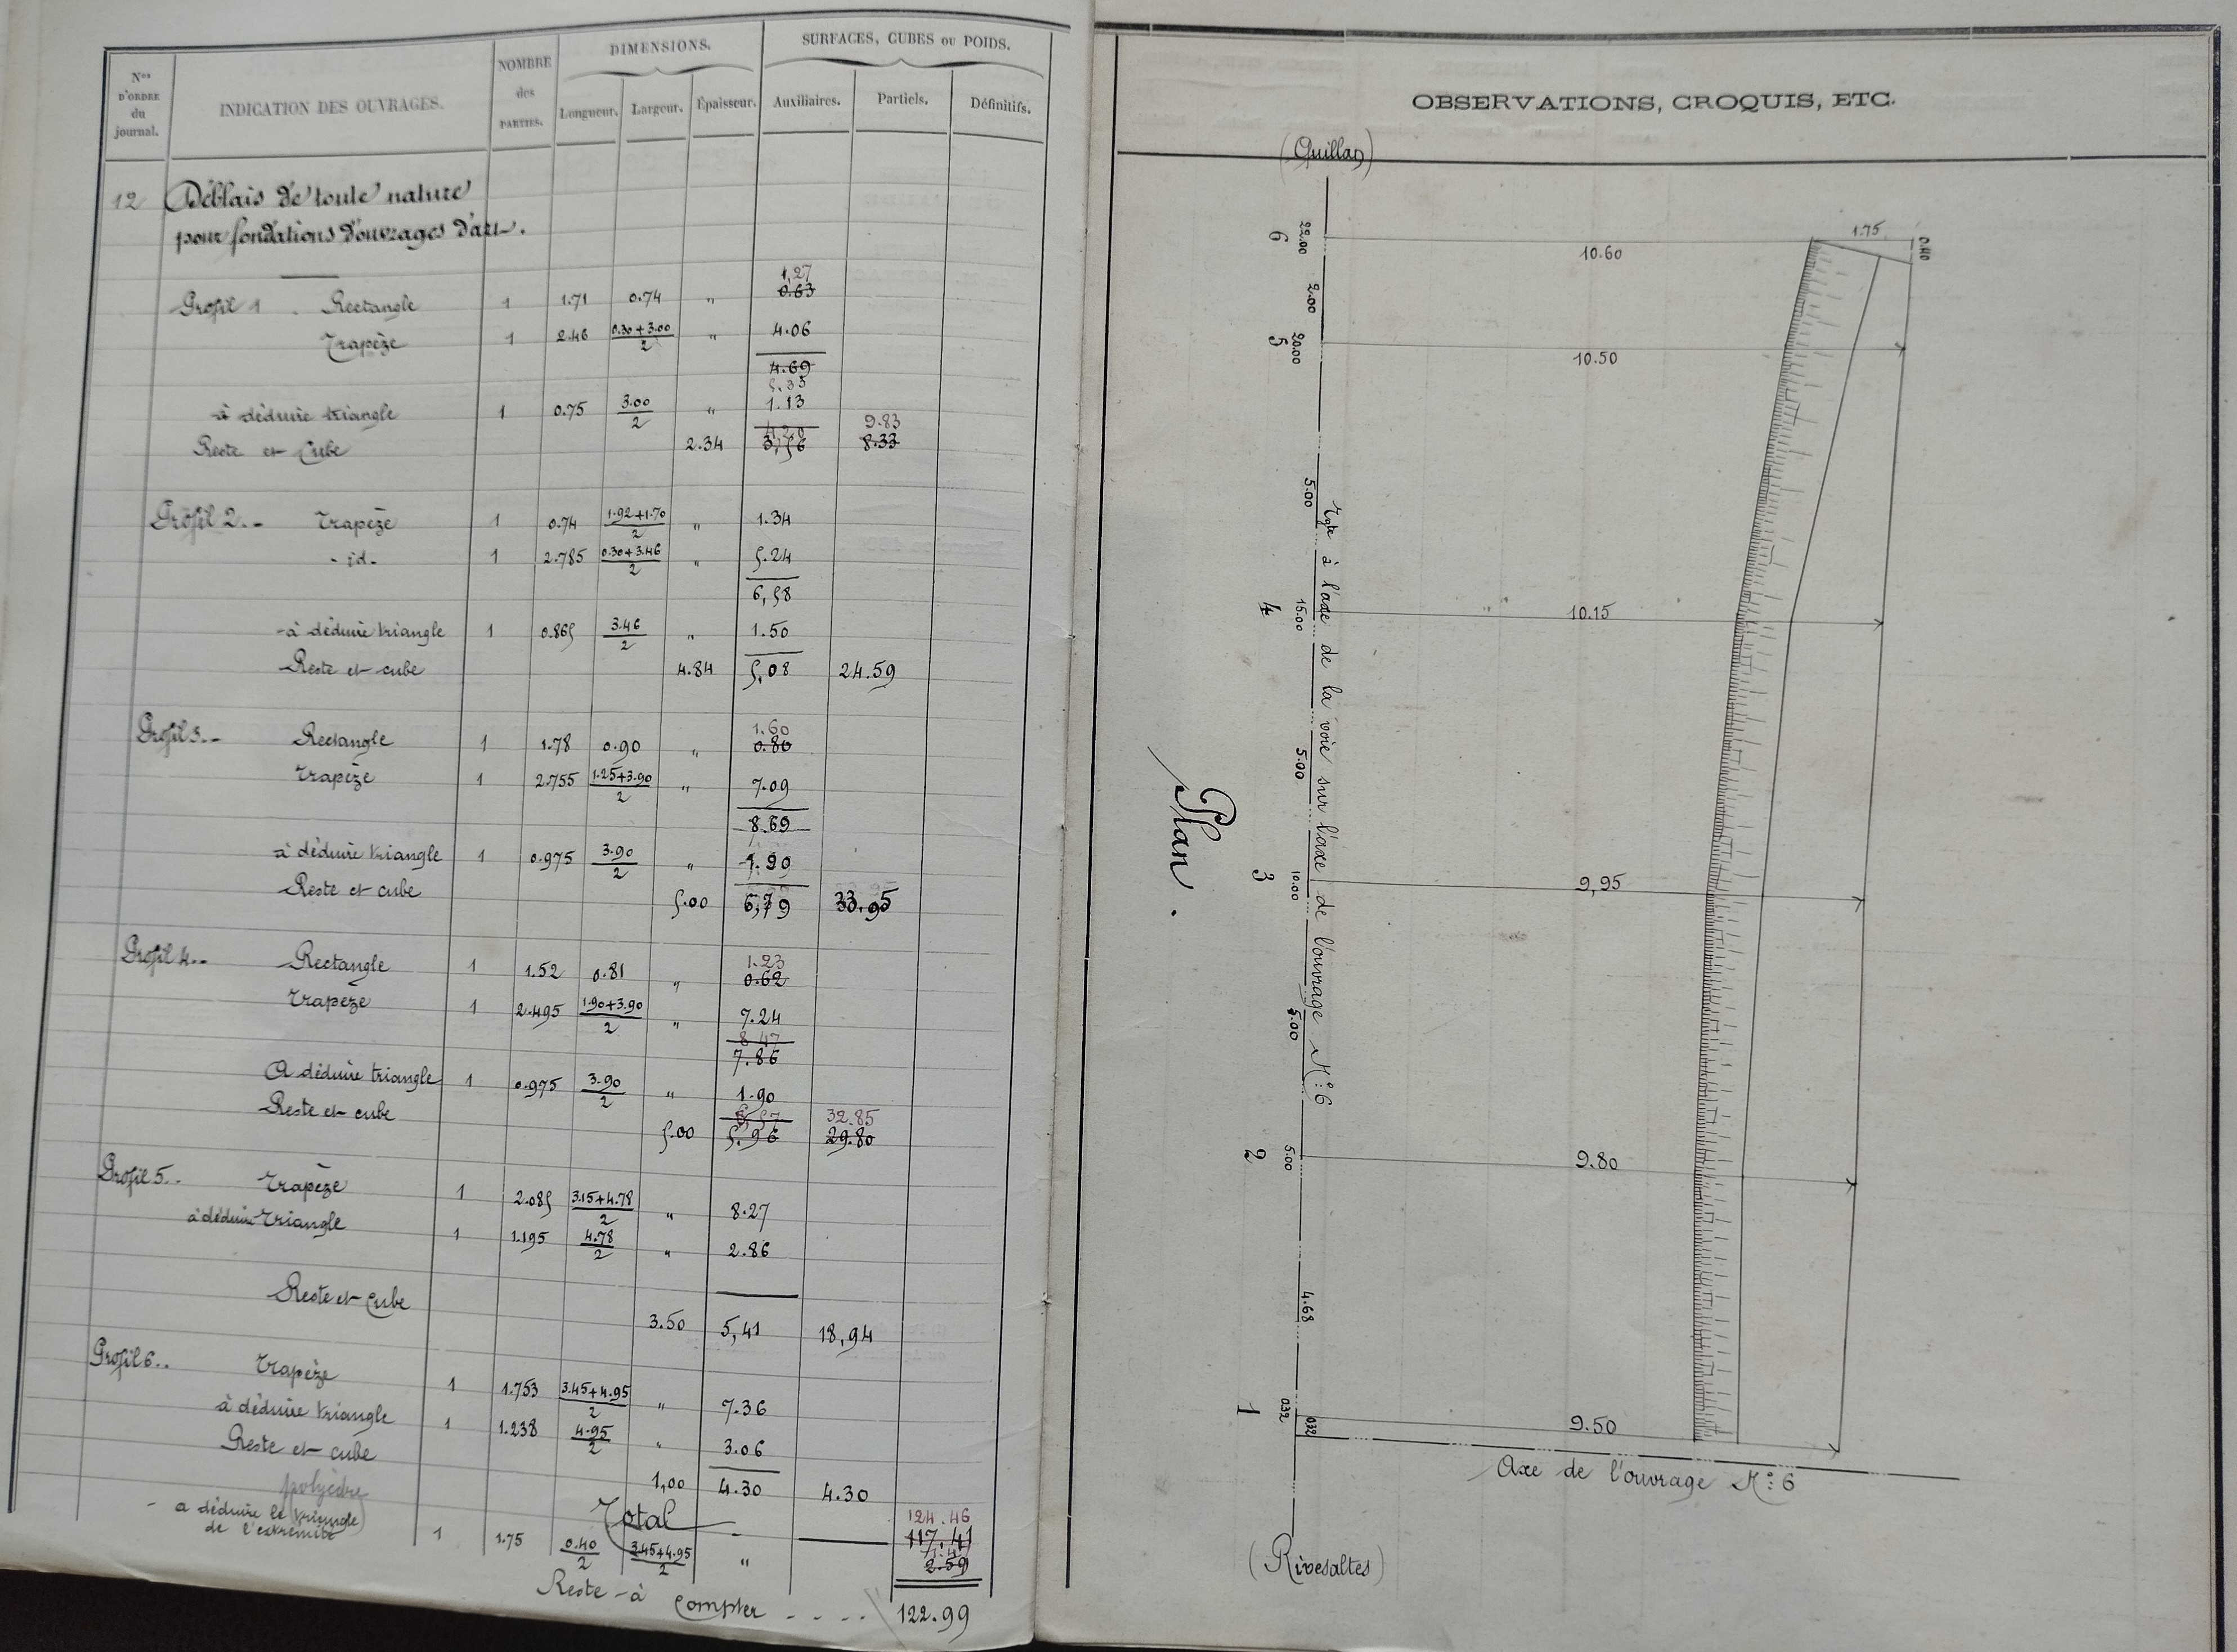 Nos D'ORDRE du journal.
INDICATION DES OUVRAGES.
NOMBRE des PARTIES.
DIMENSIONS.
Longueur. Largeur. Épaisseur.
SURFACES, CUBES ou POIDS.
Auxiliaires. Partiels. Définitifs.
12 Déblais de toute nature
pour fondations d'ouvrages d'art.
1,27
Profil 1 . Rectangle 1 1.71 0.74 " 0.63
Trapèze 1 2.46 0.30+3.00/2 " 4.06
4.69
5.33
à déduire triangle 1 0.75 3.00/2 " 1.13
4.20 9.83
Reste et Cube 2.34 3,56 8.33
Profil 2.- Trapèze 1 0.74 1.92+1.70/2 " 1.34
- id- 1 2.785 0.30+3.46/2 " 5.24
6,58
-à déduire triangle 1 0.865 3.46/2 " 1.50
Reste et cube 4.84 5,08 24.59
1.60
Profil 3.- Rectangle 1 1.78 0.90 " 0.80
Trapèze 1 2.755 1.25+3.90/2 " 7.09
8.69
à déduire triangle 1 0.975 3.90/2 " 1.90
Reste et cube 5.00 6,79 33.95
1.23
Profil 4.. Rectangle 1 1.52 0.81 " 0.62
Trapèze 1 2.495 1.90+3.90/2 " 7.24
8.47
7.86
A déduire triangle 1 0.975 3.90/2 " 1.90
6,57 32.85
Reste et cube 5.00 5.96 29.80
Profil 5.. Trapèze 1 2.085 3.15+4.78/2 " 8.27
à déduire Triangle 1 1.195 4.78/2 " 2.86
Reste et Cube 3.50 5,41 18,94
Profil 6.. Trapèze 1 1.753 3.45+4.95/2 " 7.36
à déduire triangle 1 1.238 4.95/2 " 3.06
Reste et cube 1,00 4.30 4.30
polyèdre
Total 124.46
117.41
- a déduire le (triangle)
de l'extrémité 1 1.75 0.40/2 3.45+4.95/2 "
1.47
2.59
Reste à compter - - - - 122.99
OBSERVATIONS, CROQUIS, ETC.
(Quillan)
6 22.00 10.60 1.75 0.40
2.00
5 20.00 10.50
5.00
4 15.00 10.15
5.00
3 10.00 9,95
5.00
2 5.00 9.80
4.68
1 0.32 0.32 9.50
à l'axe de la voie sur l'axe de l'ouvrage No: 6
Plan.
Axe de l'ouvrage No: 6
(Rivesaltes)